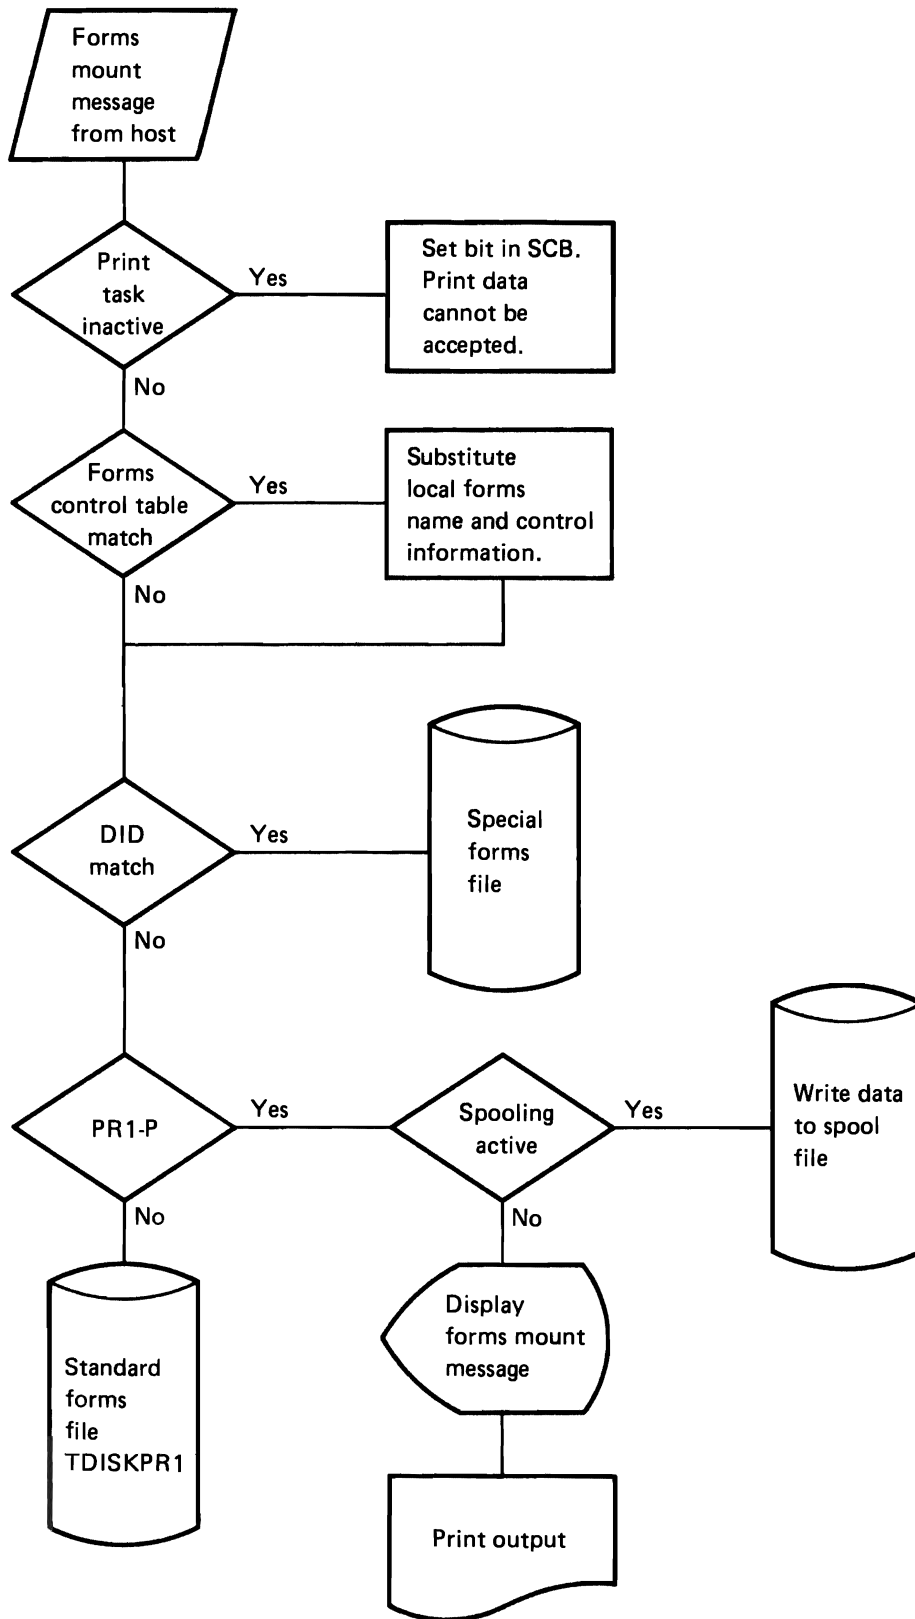 Forms
mount
message
from host
Print
task
inactive
Yes
Set bit in SCB.
Print data
cannot be
accepted.
No
Forms
control table
match
Yes
Substitute
local forms
name and control
information.
No
DID
match
Yes
Special
forms
file
No
PR1-P
Yes
Spooling
active
Yes
Write data
to spool
file
No
No
Display
forms mount
message
Standard
forms
file
TDISKPR1
Print output